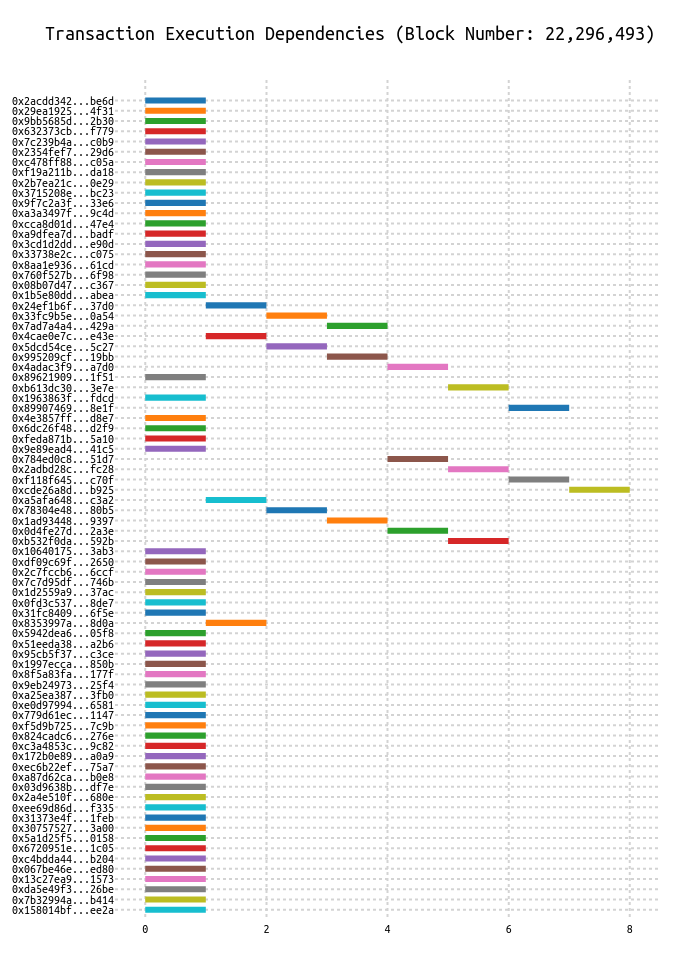 Transaction Execution Dependencies (Block Number: 22,296,493)
0x2acdd342...be6d
0x29ea1925...4f31
0x9bb5685d...2b30
0x632373cb...f779
0x7c239b4a...c0b9
0x2354fef7...29d6
0xc478ff88...c05a
0xf19a211b...da18
0x2b7ea21c...0e29
0x3715208e...bc23
0x9f7c2a3f...33e6
0xa3a3497f...9c4d
0xcca8d01d...47e4
0xa9dfea7d...badf
0x3cd1d2dd...e90d
0x33738e2c...c075
0x8aa1e936...61cd
0x760f527b...6f98
0x08b07d47...c367
0x1b5e80dd...abea
0x24ef1b6f...37d0
0x33fc9b5e...0a54
0x7ad7a4a4...429a
0x4cae0e7c...e43e
0x5dcd54ce...5c27
0x995209cf...19bb
0x4adac3f9...a7d0
0x89621909...1f51
0xb613dc30...3e7e
0x1963863f...fdcd
0x89907469...8e1f
0x4e3857ff...d8e7
0x6dc26f48...d2f9
0xfeda871b...5a10
0x9e89ead4...41c5
0x784ed0c8...51d7
0x2adbd28c...fc28
0xf118f645...c70f
0xcde26a8d...b925
0xa5afa648...c3a2
0x78304e48...80b5
0x1ad93448...9397
0x0d4fe27d...2a3e
0xb532f0da...592b
0x10640175...3ab3
0xdf09c69f...2650
0x2c7fccb6...6ccf
0x7c7d95df...746b
0x1d2559a9...37ac
0x0fd3c537...8de7
0x31fc8409...6f5e
0x8353997a...8d0a
0x5942dea6...05f8
0x51eeda38...a2b6
0x95cb5f37...c3ce
0x1997ecca...850b
0x8f5a83fa...177f
0x9eb24973...25f4
0xa25ea387...3fb0
0xe0d97994...6581
0x779d61ec...1147
0xf5d9b725...7c9b
0x824cadc6...276e
0xc3a4853c...9c82
0x172b0e89...a0a9
0xec6b22ef...75a7
0xa87d62ca...b0e8
0x03d9638b...df7e
0x2a4e510f...680e
0xee69d86d...f335
0x31373e4f...1feb
0x30757527...3a00
0x5a1d25f5...0158
0x6720951e...1c05
0xc4bdda44...b204
0x067be46e...ed80
0x13c27ea9...1573
0xda5e49f3...26be
0x7b32994a...b414
0x158014bf...ee2a
0 2 4 6 8